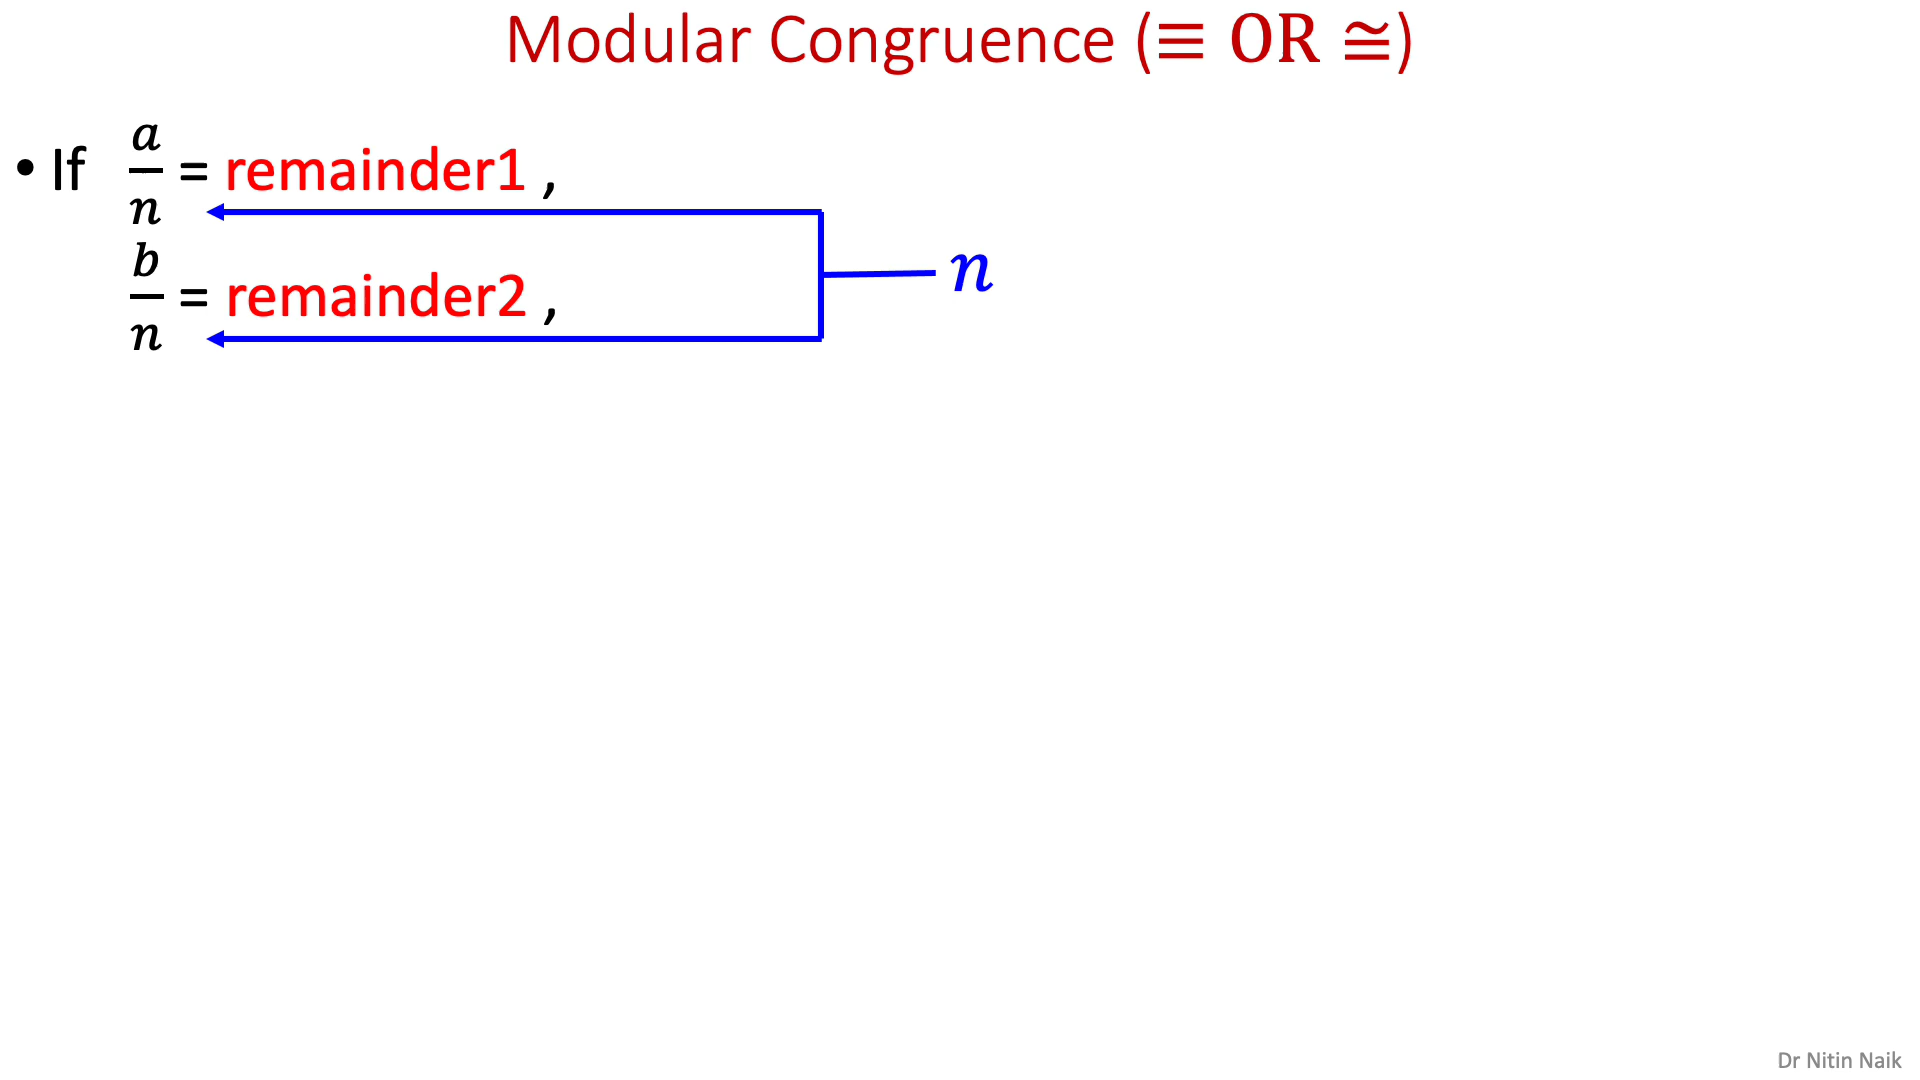 Modular Congruence (≡ OR ≅)
• If a/n = remainder1 ,
b/n = remainder2 ,
n
Dr Nitin Naik